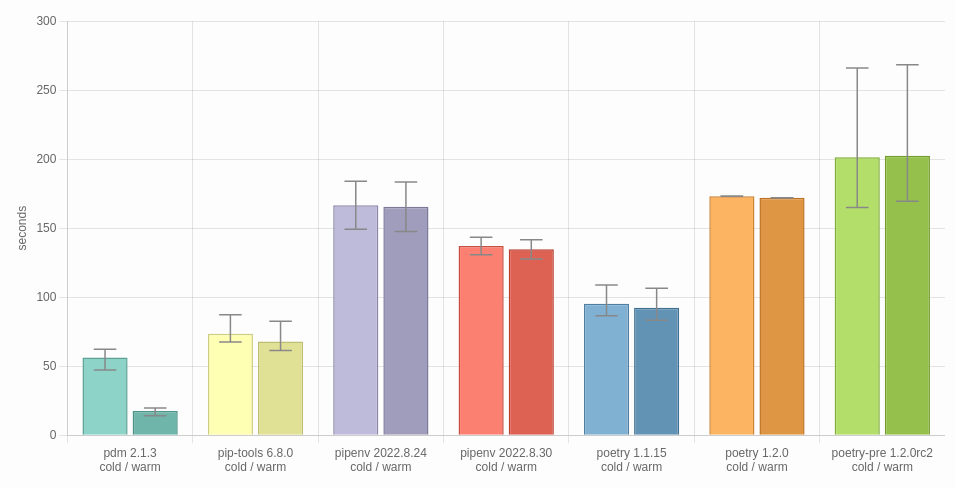 300
250
200
150
100
50
0
seconds
pdm 2.1.3
cold / warm
pip-tools 6.8.0
cold / warm
pipenv 2022.8.24
cold / warm
pipenv 2022.8.30
cold / warm
poetry 1.1.15
cold / warm
poetry 1.2.0
cold / warm
poetry-pre 1.2.0rc2
cold / warm